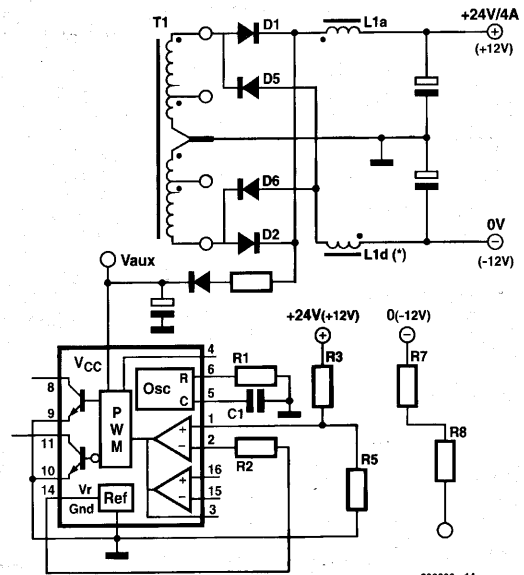 T1
D1
L1a
+24V/4A
(+12V)
D5
D6
D2
L1d (*)
0V
(-12V)
Vaux
+24V(+12V)
0(-12V)
VCC
4
R1
R3
R7
8
Osc
R
6
C
5
C1
9
PWM
1
11
2
R2
R8
R5
10
16
14
Vr
Ref
15
Gnd
3